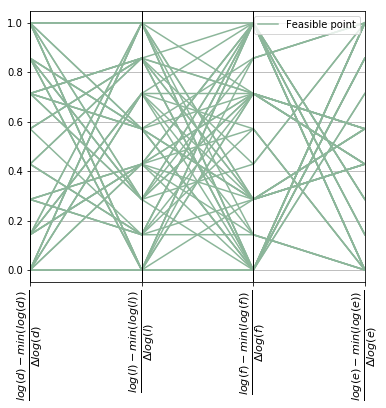 1.0
Feasible point
0.8
0.6
0.4
0.2
0.0
log(d) − min(log(d))
Δlog(d)
log(l) − min(log(l))
Δlog(l)
log(f) − min(log(f))
Δlog(f)
log(e) − min(log(e))
Δlog(e)